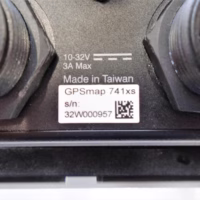 10-32V
3A Max
Made in Taiwan
GPSmap 741xs
s/n:
32W000957